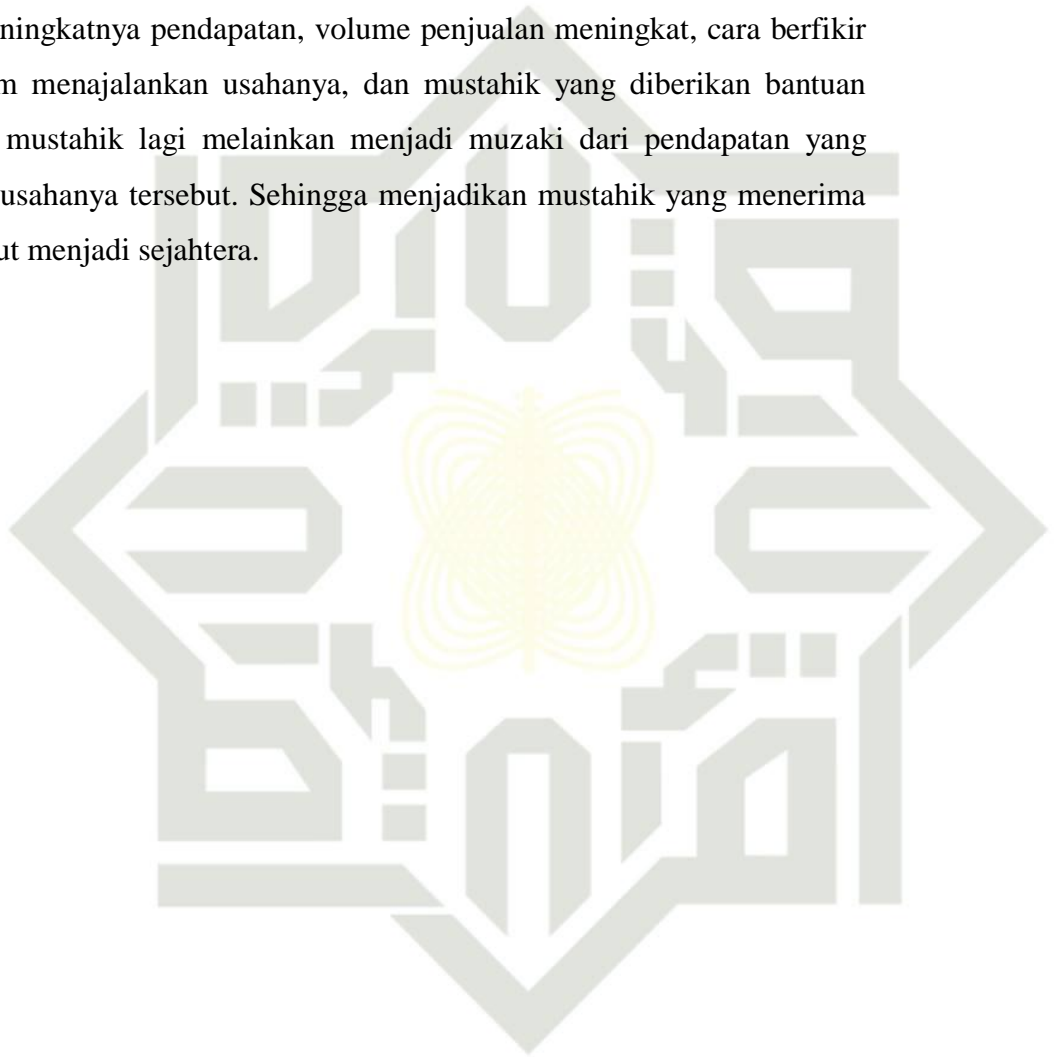 ningkatnya pendapatan, volume penjualan meningkat, cara berfikir
m menajalankan usahanya, dan mustahik yang diberikan bantuan
mustahik lagi melainkan menjadi muzaki dari pendapatan yang
usahanya tersebut. Sehingga menjadikan mustahik yang menerima
ut menjadi sejahtera.